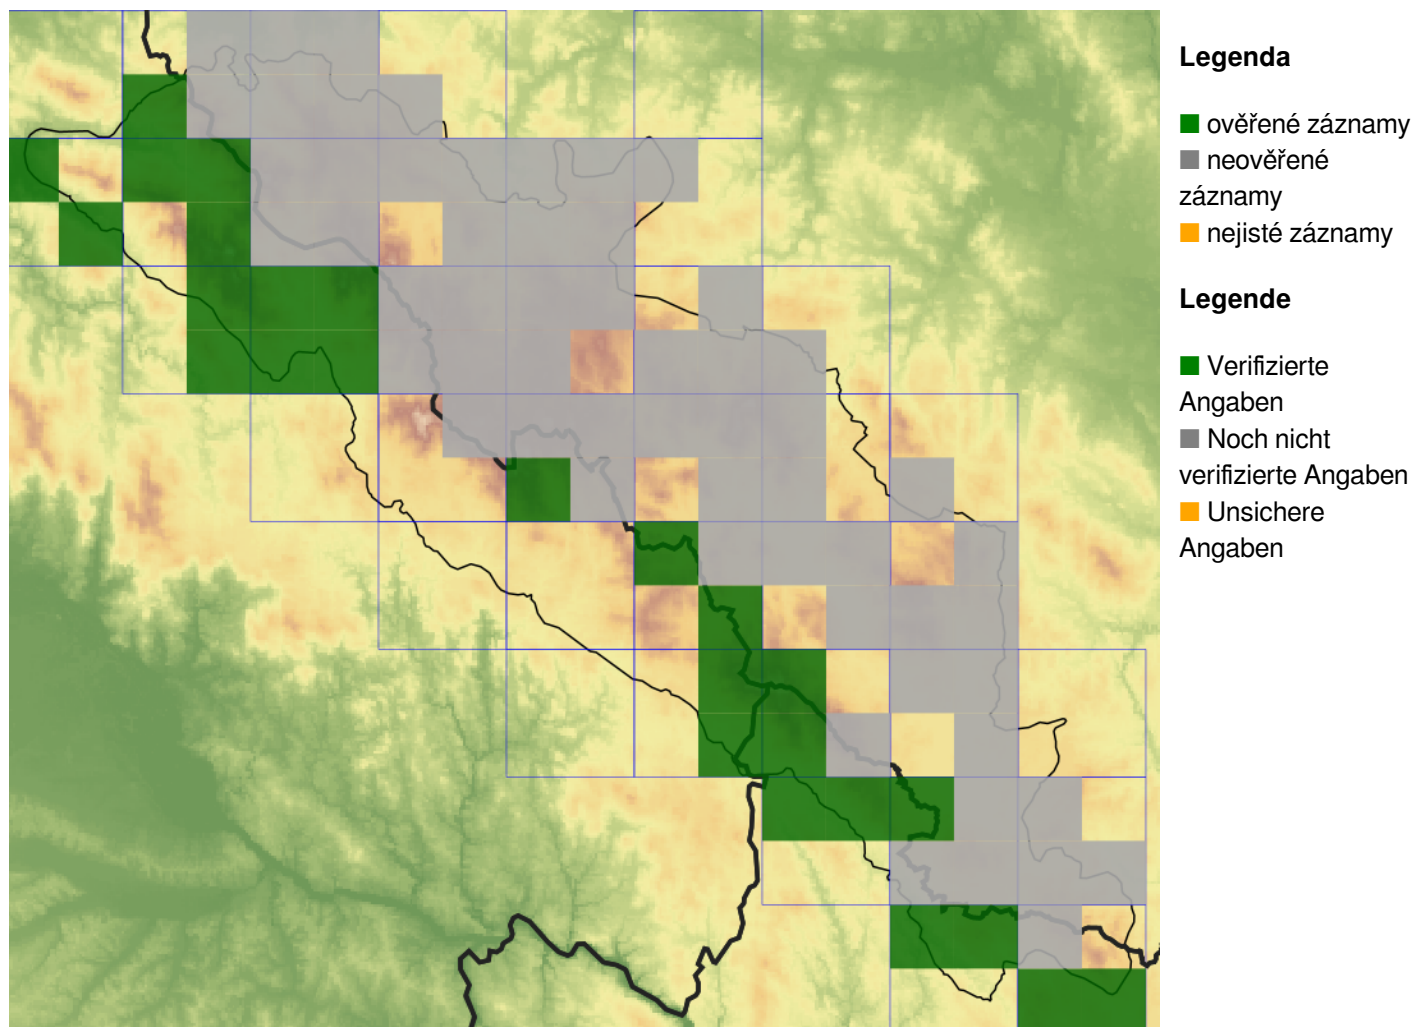 Legenda
ověřené záznamy
neověřené
záznamy
nejisté záznamy
Legende
Verifizierte
Angaben
Noch nicht
verifizierte Angaben
Unsichere
Angaben